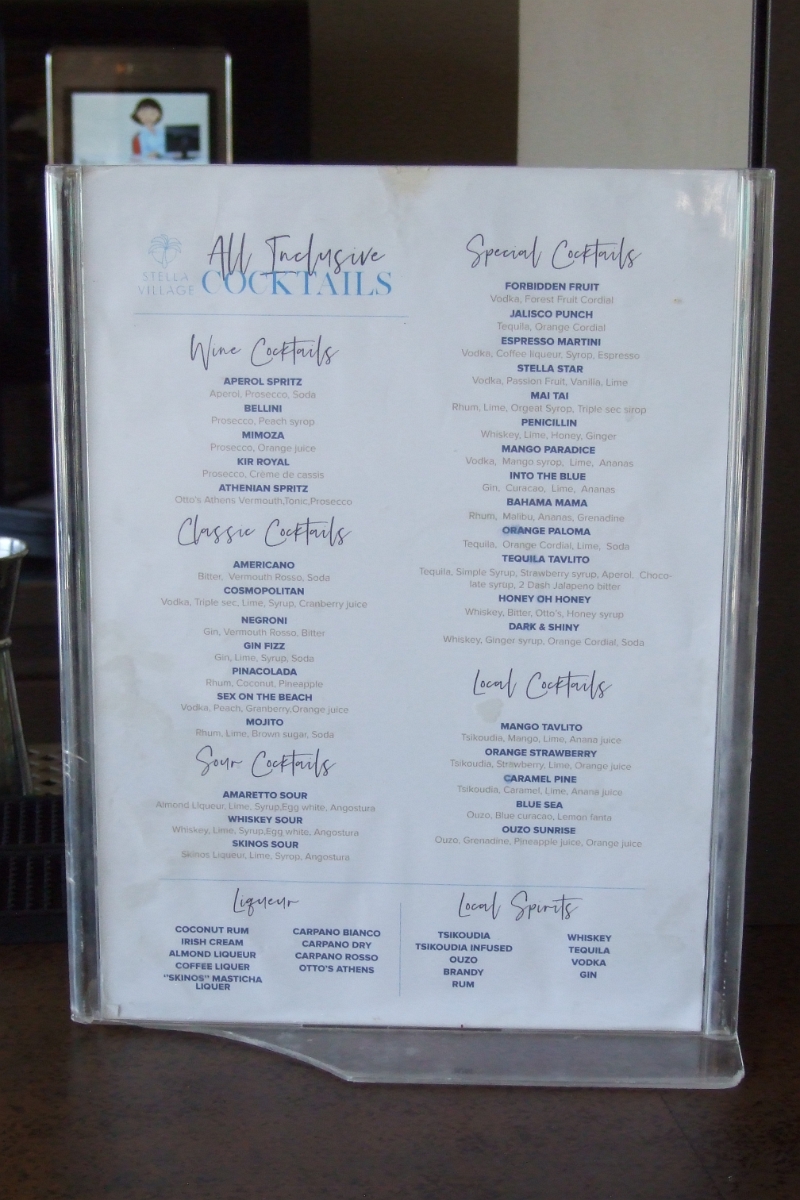 STELLA
VILLAGE
All Inclusive
COCKTAILS
Wine Cocktails
APEROL SPRITZ
Aperol, Prosecco, Soda
BELLINI
Prosecco, Peach syrop
MIMOZA
Prosecco, Orange juice
KIR ROYAL
Prosecco, Crème de cassis
ATHENIAN SPRITZ
Otto's Athens Vermouth,Tonic,Prosecco
Classic Cocktails
AMERICANO
Bitter, Vermouth Rosso, Soda
COSMOPOLITAN
Vodka, Triple sec, Lime, Syrup, Cranberry juice
NEGRONI
Gin, Vermouth Rosso, Bitter
GIN FIZZ
Gin, Lime, Syrup, Soda
PINACOLADA
Rhum, Coconut, Pineapple
SEX ON THE BEACH
Vodka, Peach, Granberry,Orange juice
MOJITO
Rhum, Lime, Brown sugar, Soda
Sour Cocktails
AMARETTO SOUR
Almond Liqueur, Lime, Syrup,Egg white, Angostura
WHISKEY SOUR
Whiskey, Lime, Syrup,Egg white, Angostura
SKINOS SOUR
Skinos Liqueur, Lime, Syrop, Angostura
Special Cocktails
FORBIDDEN FRUIT
Vodka, Forest Fruit Cordial
JALISCO PUNCH
Tequila, Orange Cordial
ESPRESSO MARTINI
Vodka, Coffee liqueur, Syrop, Espresso
STELLA STAR
Vodka, Passion Fruit, Vanilla, Lime
MAI TAI
Rhum, Lime, Orgeat Syrop, Triple sec sirop
PENICILLIN
Whiskey, Lime, Honey, Ginger
MANGO PARADICE
Vodka, Mango syrop, Lime, Ananas
INTO THE BLUE
Gin, Curacao, Lime, Ananas
BAHAMA MAMA
Rhum, Malibu, Ananas, Grenadine
ORANGE PALOMA
Tequila, Orange Cordial, Lime, Soda
TEQUILA TAVLITO
Tequila, Simple Syrup, Strawberry syrup, Aperol, Choco-
late syrup, 2 Dash Jalapeno bitter
HONEY OH HONEY
Whiskey, Bitter, Otto's, Honey syrup
DARK & SHINY
Whiskey, Ginger syrup, Orange Cordial, Soda
Local Cocktails
MANGO TAVLITO
Tsikoudia, Mango, Lime, Anana juice
ORANGE STRAWBERRY
Tsikoudia, Strawberry, Lime, Orange juice
CARAMEL PINE
Tsikoudia, Caramel, Lime, Anana juice
BLUE SEA
Ouzo, Blue curacao, Lemon fanta
OUZO SUNRISE
Ouzo, Grenadine, Pineapple juice, Orange juice
Liqueur
COCONUT RUM
IRISH CREAM
ALMOND LIQUEUR
COFFEE LIQUER
"SKINOS" MASTICHA
LIQUER
CARPANO BIANCO
CARPANO DRY
CARPANO ROSSO
OTTO'S ATHENS
Local Spirits
TSIKOUDIA
TSIKOUDIA INFUSED
OUZO
BRANDY
RUM
WHISKEY
TEQUILA
VODKA
GIN